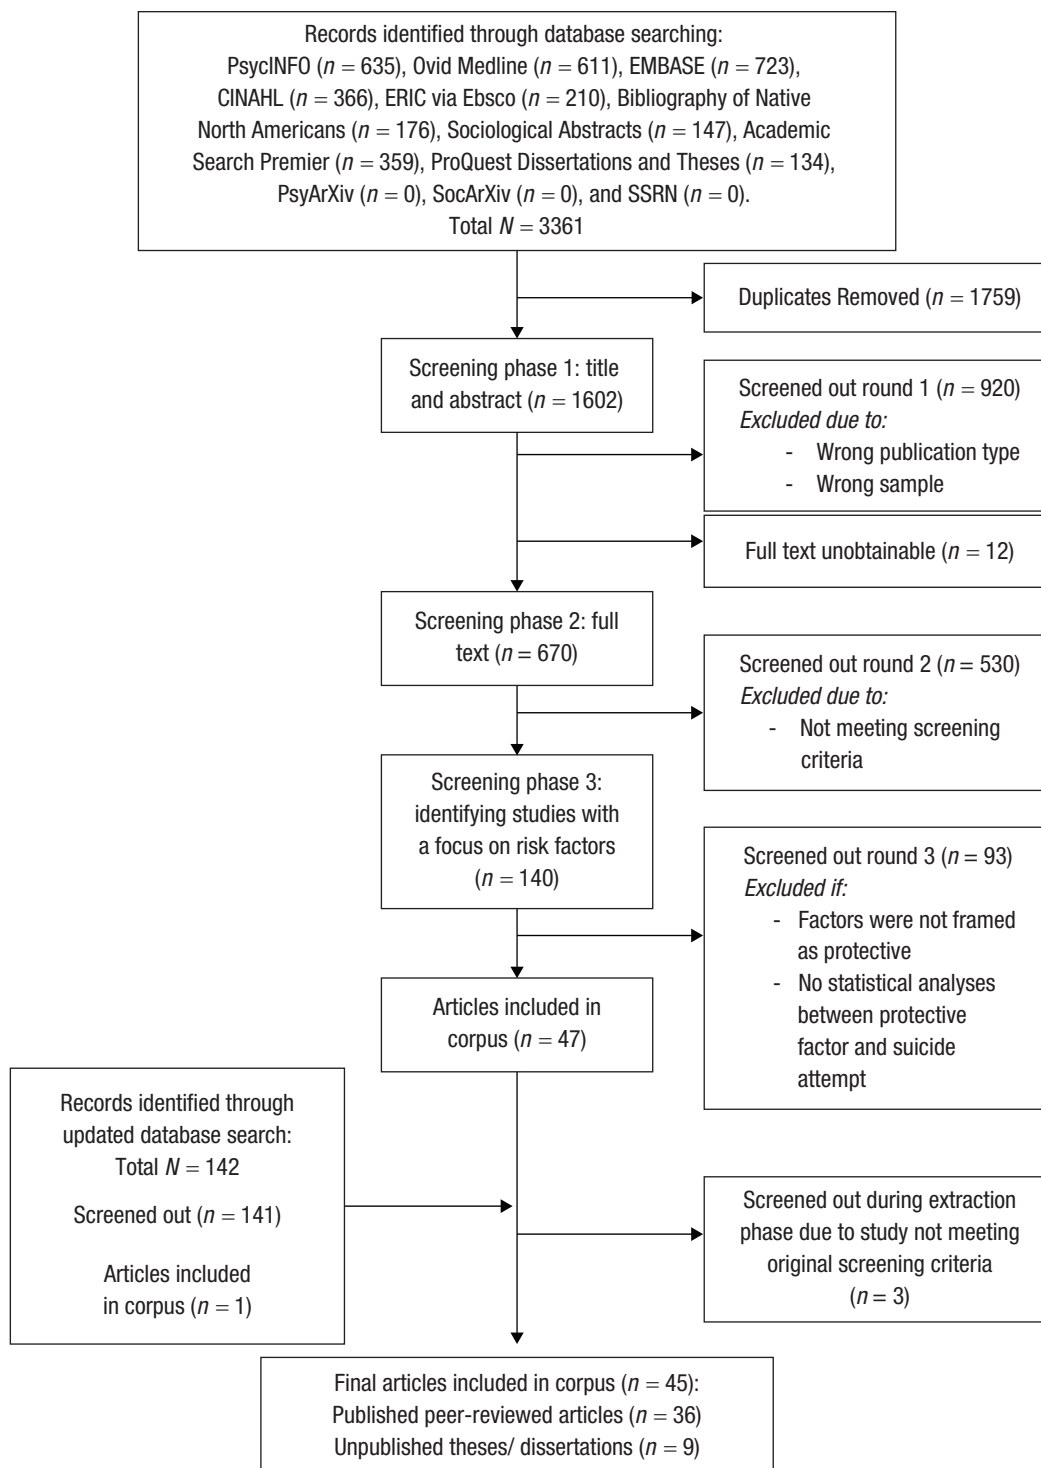 Records identified through database searching:
PsycINFO (n = 635), Ovid Medline (n = 611), EMBASE (n = 723),
CINAHL (n = 366), ERIC via Ebsco (n = 210), Bibliography of Native
North Americans (n = 176), Sociological Abstracts (n = 147), Academic
Search Premier (n = 359), ProQuest Dissertations and Theses (n = 134),
PsyArXiv (n = 0), SocArXiv (n = 0), and SSRN (n = 0).
Total N = 3361
Duplicates Removed (n = 1759)
Screening phase 1: title
and abstract (n = 1602)
Screened out round 1 (n = 920)
Excluded due to:
- Wrong publication type
- Wrong sample
Full text unobtainable (n = 12)
Screening phase 2: full
text (n = 670)
Screened out round 2 (n = 530)
Excluded due to:
- Not meeting screening
criteria
Screening phase 3:
identifying studies with
a focus on risk factors
(n = 140)
Screened out round 3 (n = 93)
Excluded if:
- Factors were not framed
as protective
- No statistical analyses
between protective
factor and suicide
attempt
Articles included in
corpus (n = 47)
Records identified through
updated database search:
Total N = 142
Screened out (n = 141)
Articles included
in corpus (n = 1)
Screened out during extraction
phase due to study not meeting
original screening criteria
(n = 3)
Final articles included in corpus (n = 45):
Published peer-reviewed articles (n = 36)
Unpublished theses/ dissertations (n = 9)